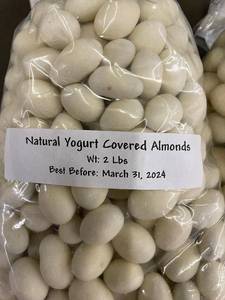 Natural Yogurt Covered Almonds
Wt: 2 Lbs
Best Before: March 31, 2024